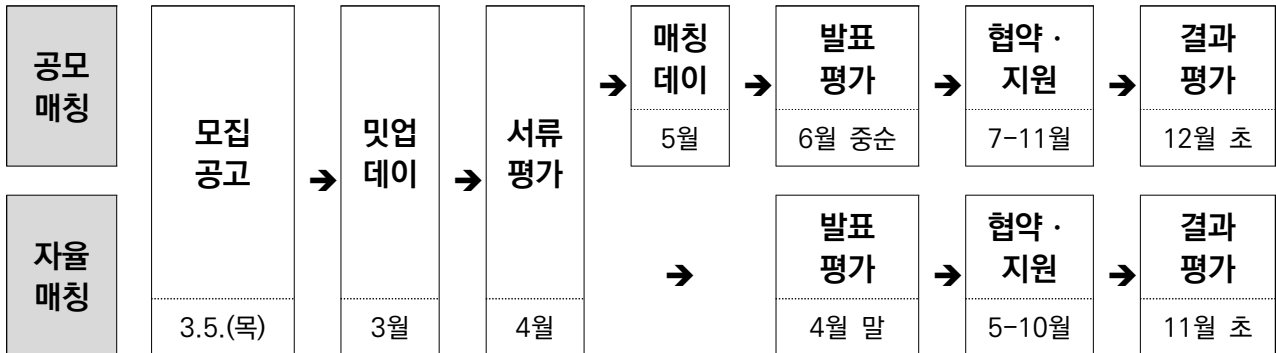 공모
매칭
모집
공고
3.5.(목)
➔
밋업
데이
3월
➔
서류
평가
4월
➔
매칭
데이
5월
➔
발표
평가
6월 중순
➔
협약 ·
지원
7-11월
➔
결과
평가
12월 초
자율
매칭
➔
발표
평가
4월 말
➔
협약 ·
지원
5-10월
➔
결과
평가
11월 초